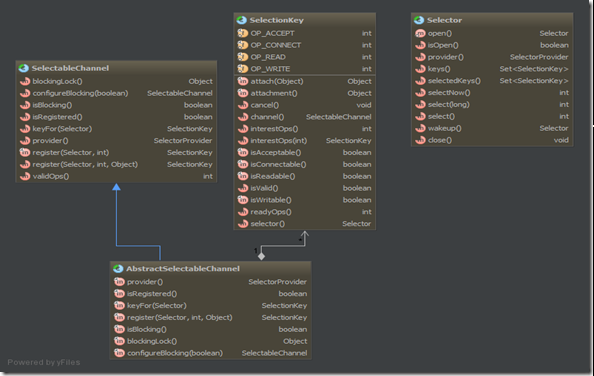 SelectableChannel
blockingLock() Object
configureBlocking(boolean) SelectableChannel
isBlocking() boolean
isRegistered() boolean
keyFor(Selector) SelectionKey
provider() SelectorProvider
register(Selector, int) SelectionKey
register(Selector, int, Object) SelectionKey
validOps() int
SelectionKey
OP_ACCEPT int
OP_CONNECT int
OP_READ int
OP_WRITE int
attach(Object) Object
attachment() Object
cancel() void
channel() SelectableChannel
interestOps() int
interestOps(int) SelectionKey
isAcceptable() boolean
isConnectable() boolean
isReadable() boolean
isValid() boolean
isWritable() boolean
readyOps() int
selector() Selector
Selector
open() Selector
isOpen() boolean
provider() SelectorProvider
keys() Set<SelectionKey>
selectedKeys() Set<SelectionKey>
selectNow() int
select(long) int
select() int
wakeup() Selector
close() void
1
*
AbstractSelectableChannel
provider() SelectorProvider
isRegistered() boolean
keyFor(Selector) SelectionKey
register(Selector, int, Object) SelectionKey
isBlocking() boolean
blockingLock() Object
configureBlocking(boolean) SelectableChannel
Powered by yFiles